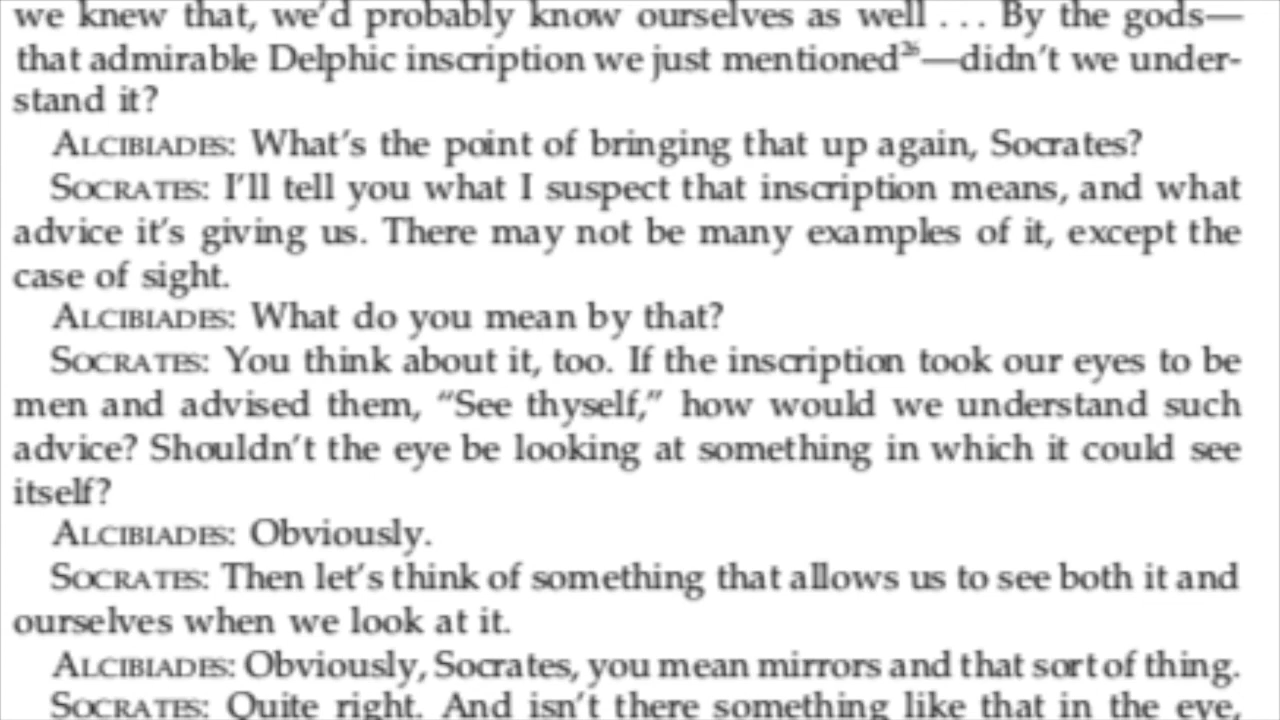 we knew that, we’d probably know ourselves as well . . . By the gods—
that admirable Delphic inscription we just mentioned²⁶—didn’t we under-
stand it?
ALCIBIADES: What’s the point of bringing that up again, Socrates?
SOCRATES: I’ll tell you what I suspect that inscription means, and what
advice it’s giving us. There may not be many examples of it, except the
case of sight.
ALCIBIADES: What do you mean by that?
SOCRATES: You think about it, too. If the inscription took our eyes to be
men and advised them, “See thyself,” how would we understand such
advice? Shouldn’t the eye be looking at something in which it could see
itself?
ALCIBIADES: Obviously.
SOCRATES: Then let’s think of something that allows us to see both it and
ourselves when we look at it.
ALCIBIADES: Obviously, Socrates, you mean mirrors and that sort of thing.
SOCRATES: Quite right. And isn’t there something like that in the eye,